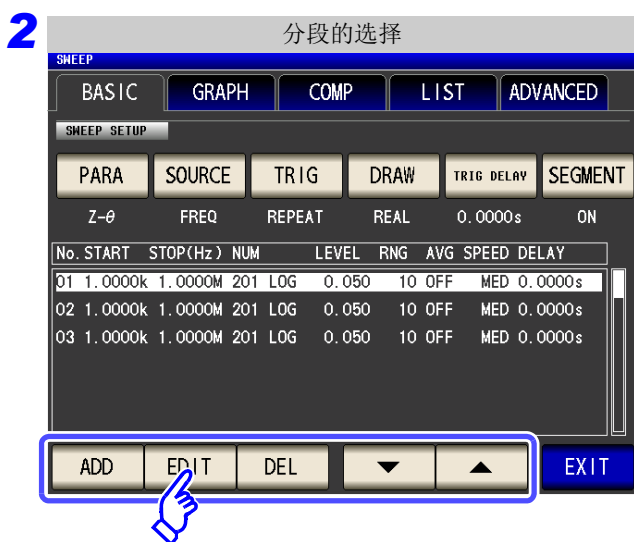 2
分段的选择
SWEEP
BASIC GRAPH COMP LIST ADVANCED
SWEEP SETUP
PARA SOURCE TRIG DRAW TRIG DELAY SEGMENT
Z-θ FREQ REPEAT REAL 0.0000s ON
No. START STOP(Hz) NUM LEVEL RNG AVG SPEED DELAY
01 1.0000k 1.0000M 201 LOG 0.050 10 OFF MED 0.0000s
02 1.0000k 1.0000M 201 LOG 0.050 10 OFF MED 0.0000s
03 1.0000k 1.0000M 201 LOG 0.050 10 OFF MED 0.0000s
ADD EDIT DEL ▼ ▲ EXIT